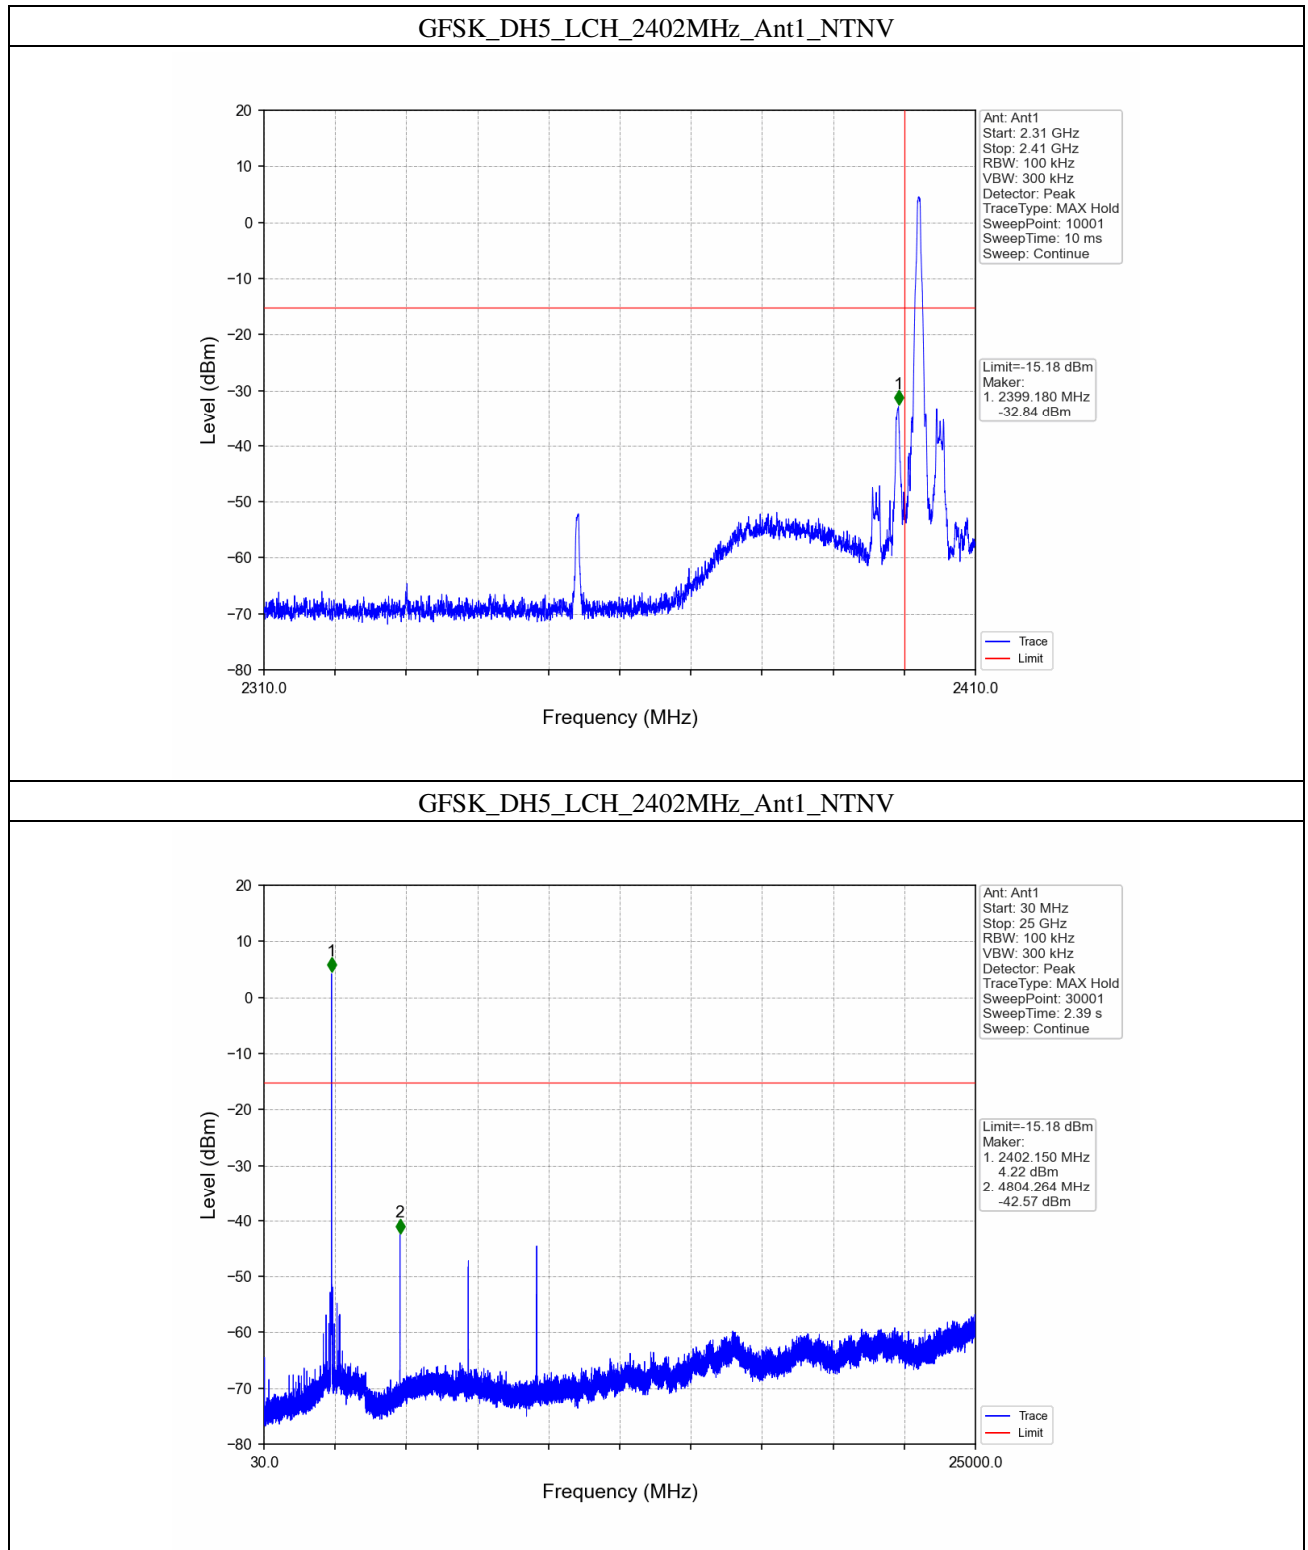 GFSK_DH5_LCH_2402MHz_Ant1_NTNV
20
10
0
−10
−20
−30
−40
−50
−60
−70
−80
Level (dBm)
2310.0
2410.0
Frequency (MHz)
1
Ant: Ant1
Start: 2.31 GHz
Stop: 2.41 GHz
RBW: 100 kHz
VBW: 300 kHz
Detector: Peak
TraceType: MAX Hold
SweepPoint: 10001
SweepTime: 10 ms
Sweep: Continue
Limit=-15.18 dBm
Maker:
1. 2399.180 MHz
-32.84 dBm
Trace
Limit
GFSK_DH5_LCH_2402MHz_Ant1_NTNV
20
10
0
−10
−20
−30
−40
−50
−60
−70
−80
Level (dBm)
30.0
25000.0
Frequency (MHz)
1
2
Ant: Ant1
Start: 30 MHz
Stop: 25 GHz
RBW: 100 kHz
VBW: 300 kHz
Detector: Peak
TraceType: MAX Hold
SweepPoint: 30001
SweepTime: 2.39 s
Sweep: Continue
Limit=-15.18 dBm
Maker:
1. 2402.150 MHz
4.22 dBm
2. 4804.264 MHz
-42.57 dBm
Trace
Limit